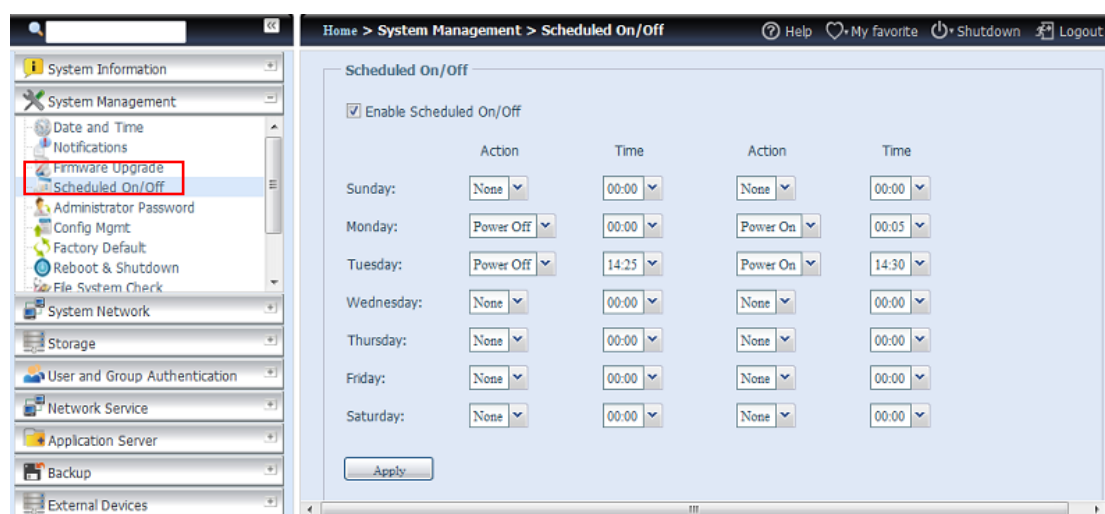 Home > System Management > Scheduled On/Off
Help
My favorite
Shutdown
Logout
System Information
System Management
Date and Time
Notifications
Firmware Upgrade
Scheduled On/Off
Administrator Password
Config Mgmt
Factory Default
Reboot & Shutdown
File System Check
System Network
Storage
User and Group Authentication
Network Service
Application Server
Backup
External Devices
Scheduled On/Off
Enable Scheduled On/Off
Action Time Action Time
Sunday: None 00:00 None 00:00
Monday: Power Off 00:00 Power On 00:05
Tuesday: Power Off 14:25 Power On 14:30
Wednesday: None 00:00 None 00:00
Thursday: None 00:00 None 00:00
Friday: None 00:00 None 00:00
Saturday: None 00:00 None 00:00
Apply